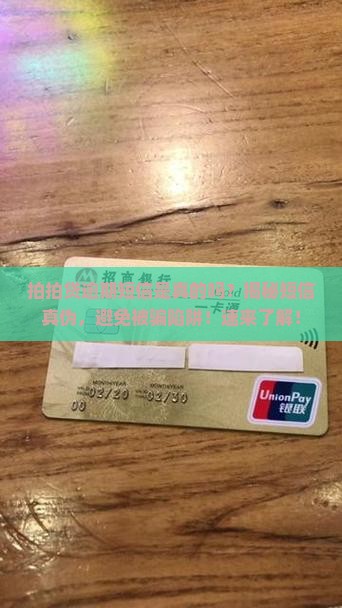 招商银行
拍拍贷逾期短信是真的吗？揭秘短信
一卡通
真伪，避免被骗陷阱！速来了解！
MONTH/YEAR MONTH/YEAR
02/20 02/30
00
UnionPay
银联